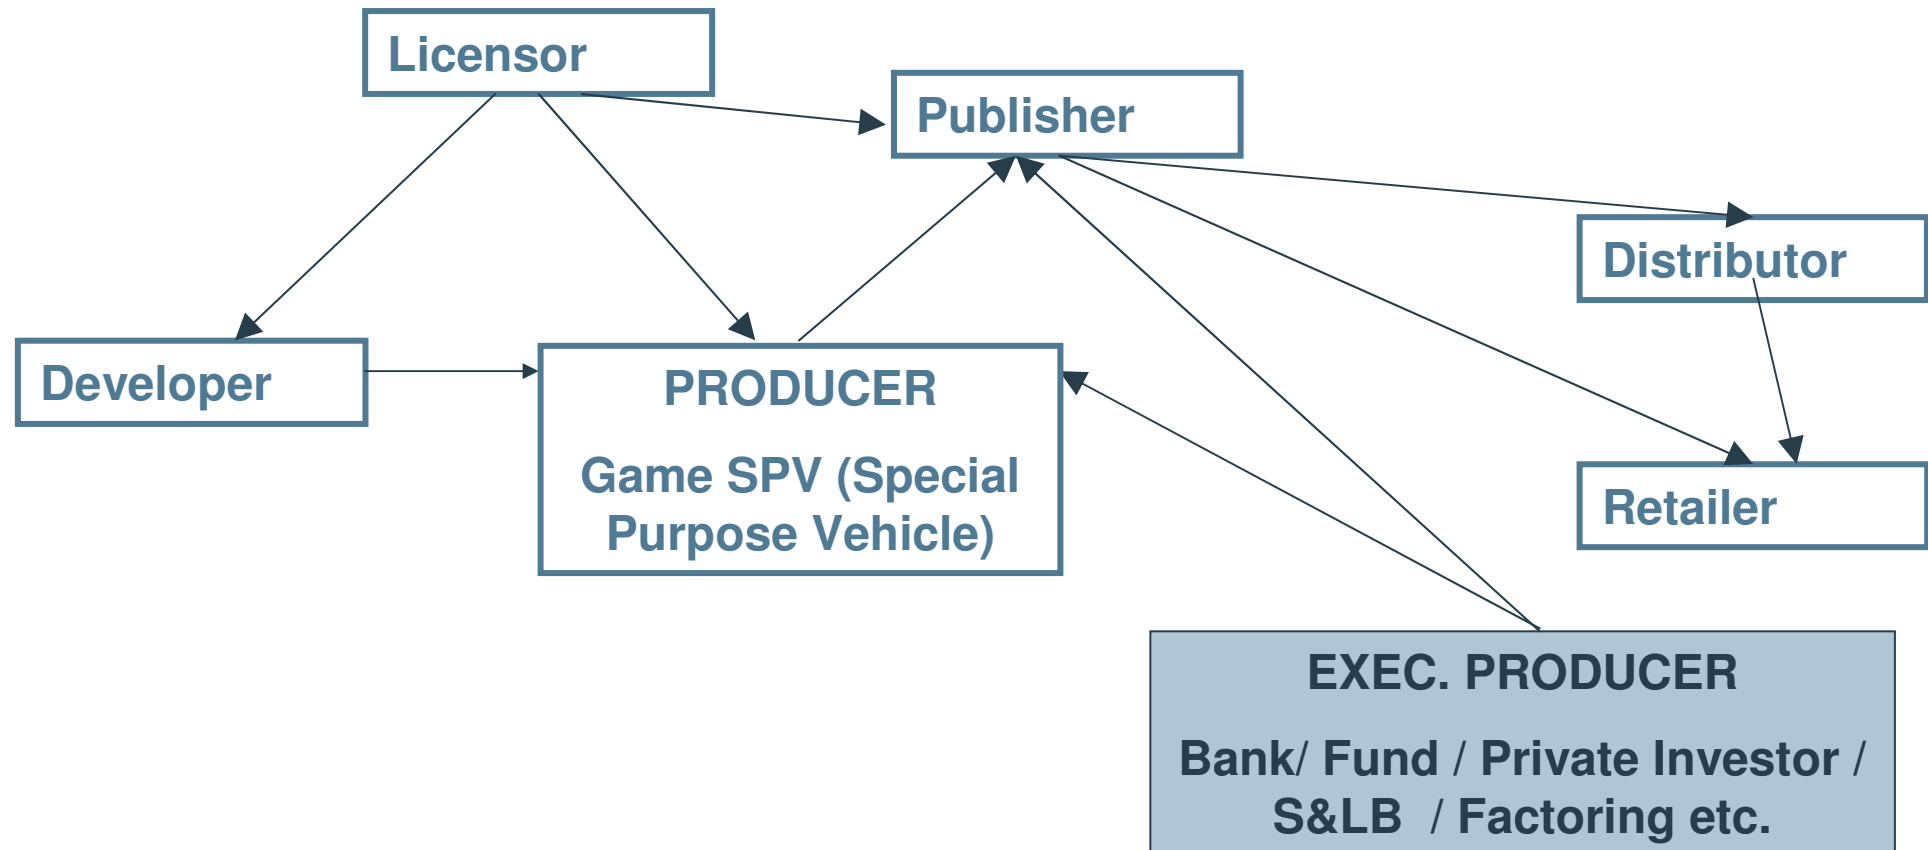 Licensor
Publisher
Distributor
Developer
PRODUCER
Game SPV (Special
Purpose Vehicle)
Retailer
EXEC. PRODUCER
Bank/ Fund / Private Investor /
S&LB / Factoring etc.